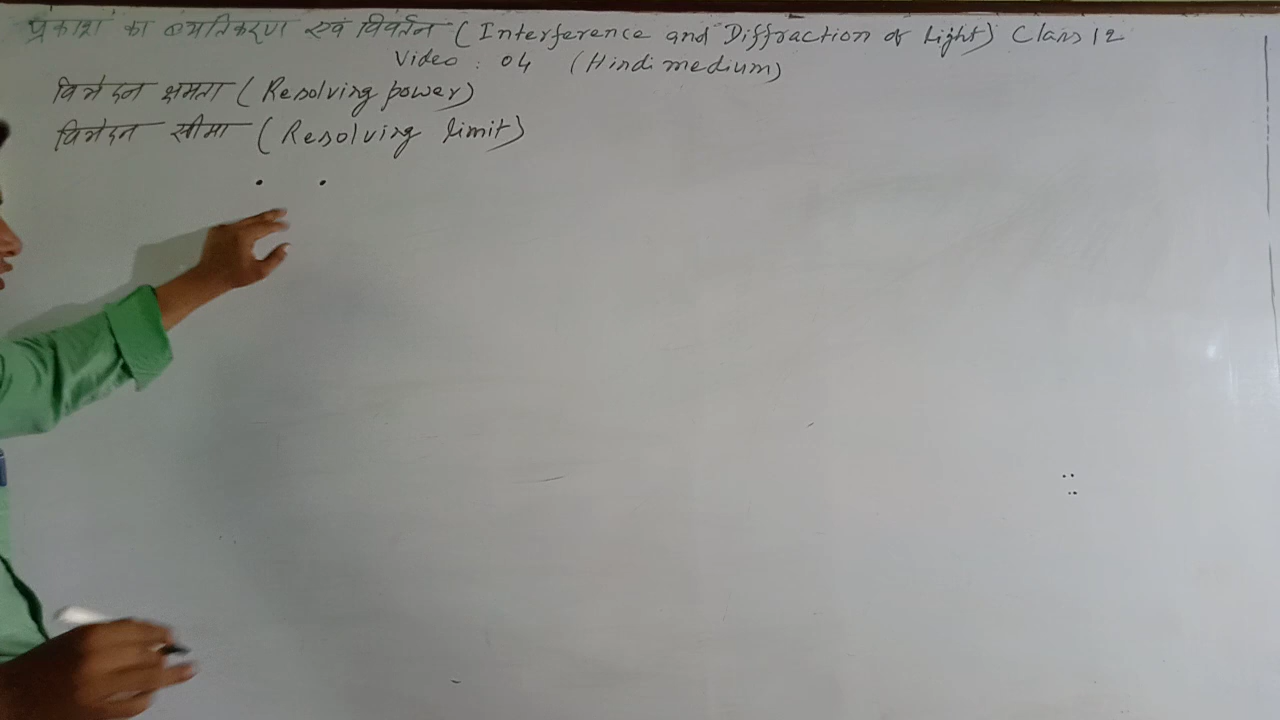 प्रकाश का व्यतिकरण एवं विवर्तन (Interference and Diffraction of Light) Class 12
Video : 04 (Hindi medium)
विभेदन क्षमता (Resolving power)
विभेदन सीमा (Resolving limit)